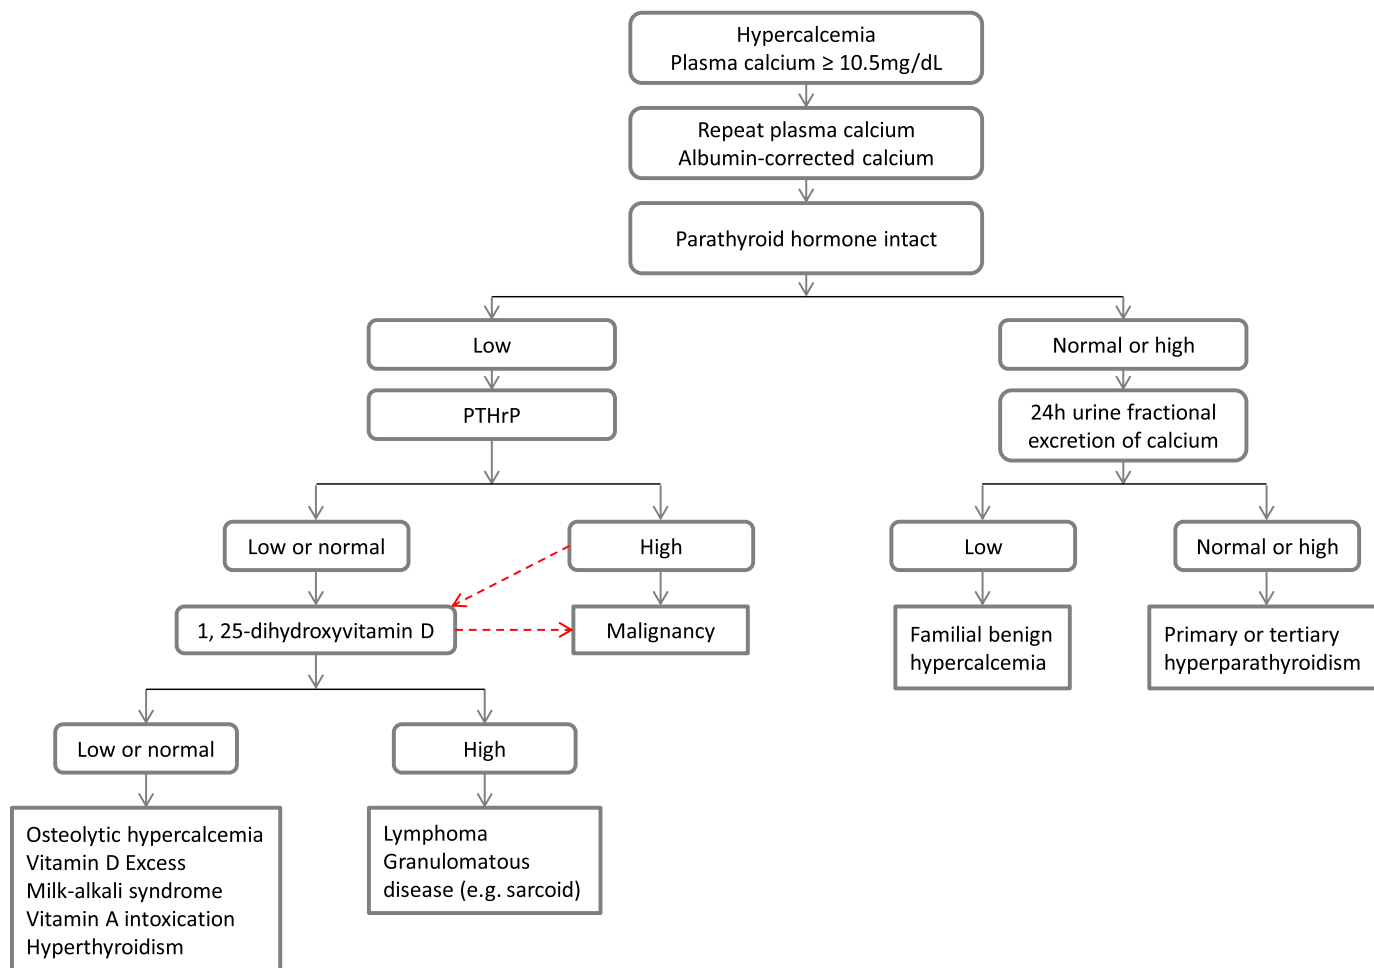 Hypercalcemia
Plasma calcium ≥ 10.5mg/dL
Repeat plasma calcium
Albumin-corrected calcium
Parathyroid hormone intact
Low
Normal or high
PTHrP
24h urine fractional
excretion of calcium
Low or normal
High
Low
Normal or high
1, 25-dihydroxyvitamin D
Malignancy
Familial benign
hypercalcemia
Primary or tertiary
hyperparathyroidism
Low or normal
High
Osteolytic hypercalcemia
Vitamin D Excess
Milk-alkali syndrome
Vitamin A intoxication
Hyperthyroidism
Lymphoma
Granulomatous
disease (e.g. sarcoid)